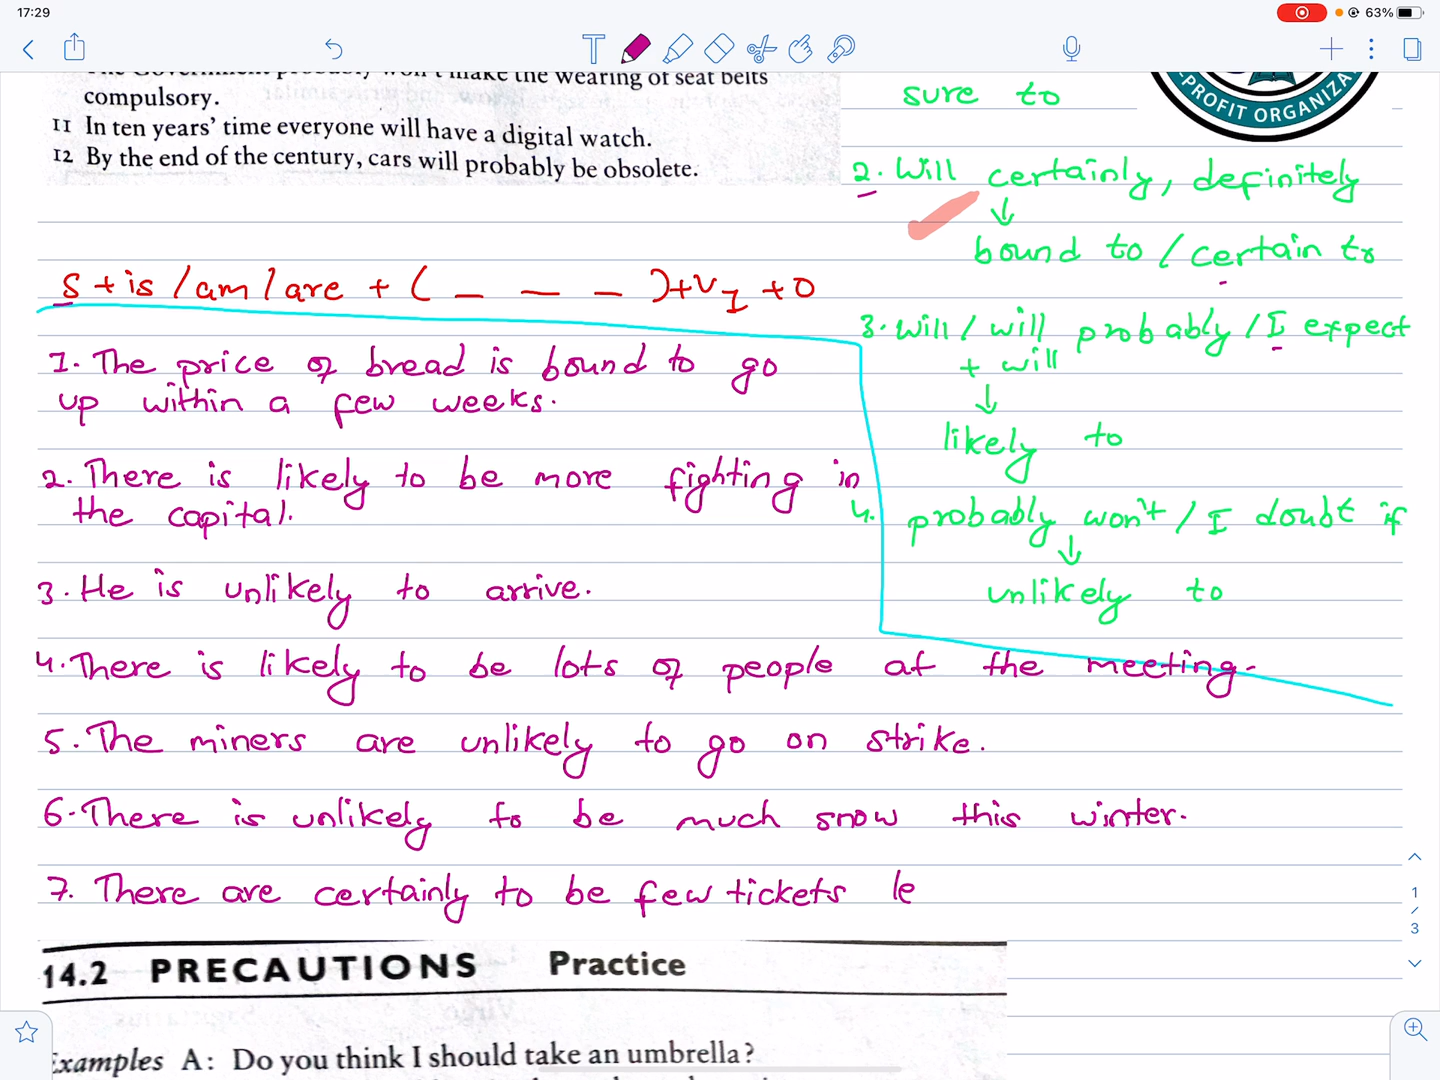 17:29
63%
make the wearing of seat belts
compulsory.
11 In ten years' time everyone will have a digital watch.
12 By the end of the century, cars will probably be obsolete.
sure to
-PROFIT ORGANIZA
2. Will certainly, definitely
↓
bound to / certain to
S + is / am / are + ( _ _ _ ) + V1 + O
3. Will / will probably / I expect
+ will
↓
likely to
4. probably won't / I doubt if
↓
unlikely to
1. The price of bread is bound to go
up within a few weeks.
2. There is likely to be more fighting in
the capital.
3. He is unlikely to arrive.
4. There is likely to be lots of people at the meeting.
5. The miners are unlikely to go on strike.
6. There is unlikely to be much snow this winter.
7. There are certainly to be few tickets le
1
/
3
14.2 PRECAUTIONS Practice
Examples A: Do you think I should take an umbrella?